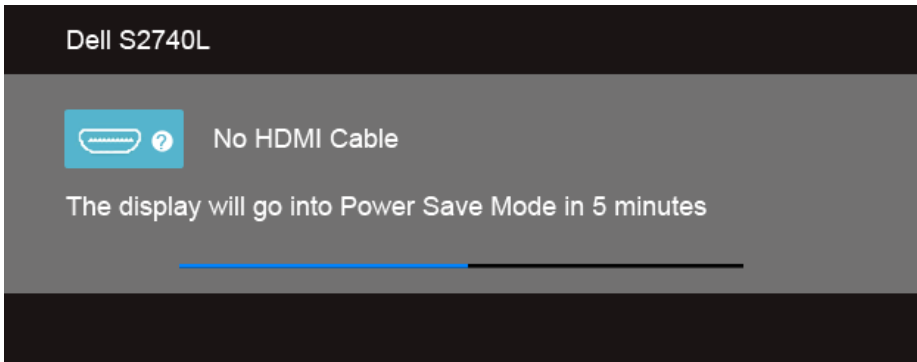 Dell S2740L
No HDMI Cable
The display will go into Power Save Mode in 5 minutes